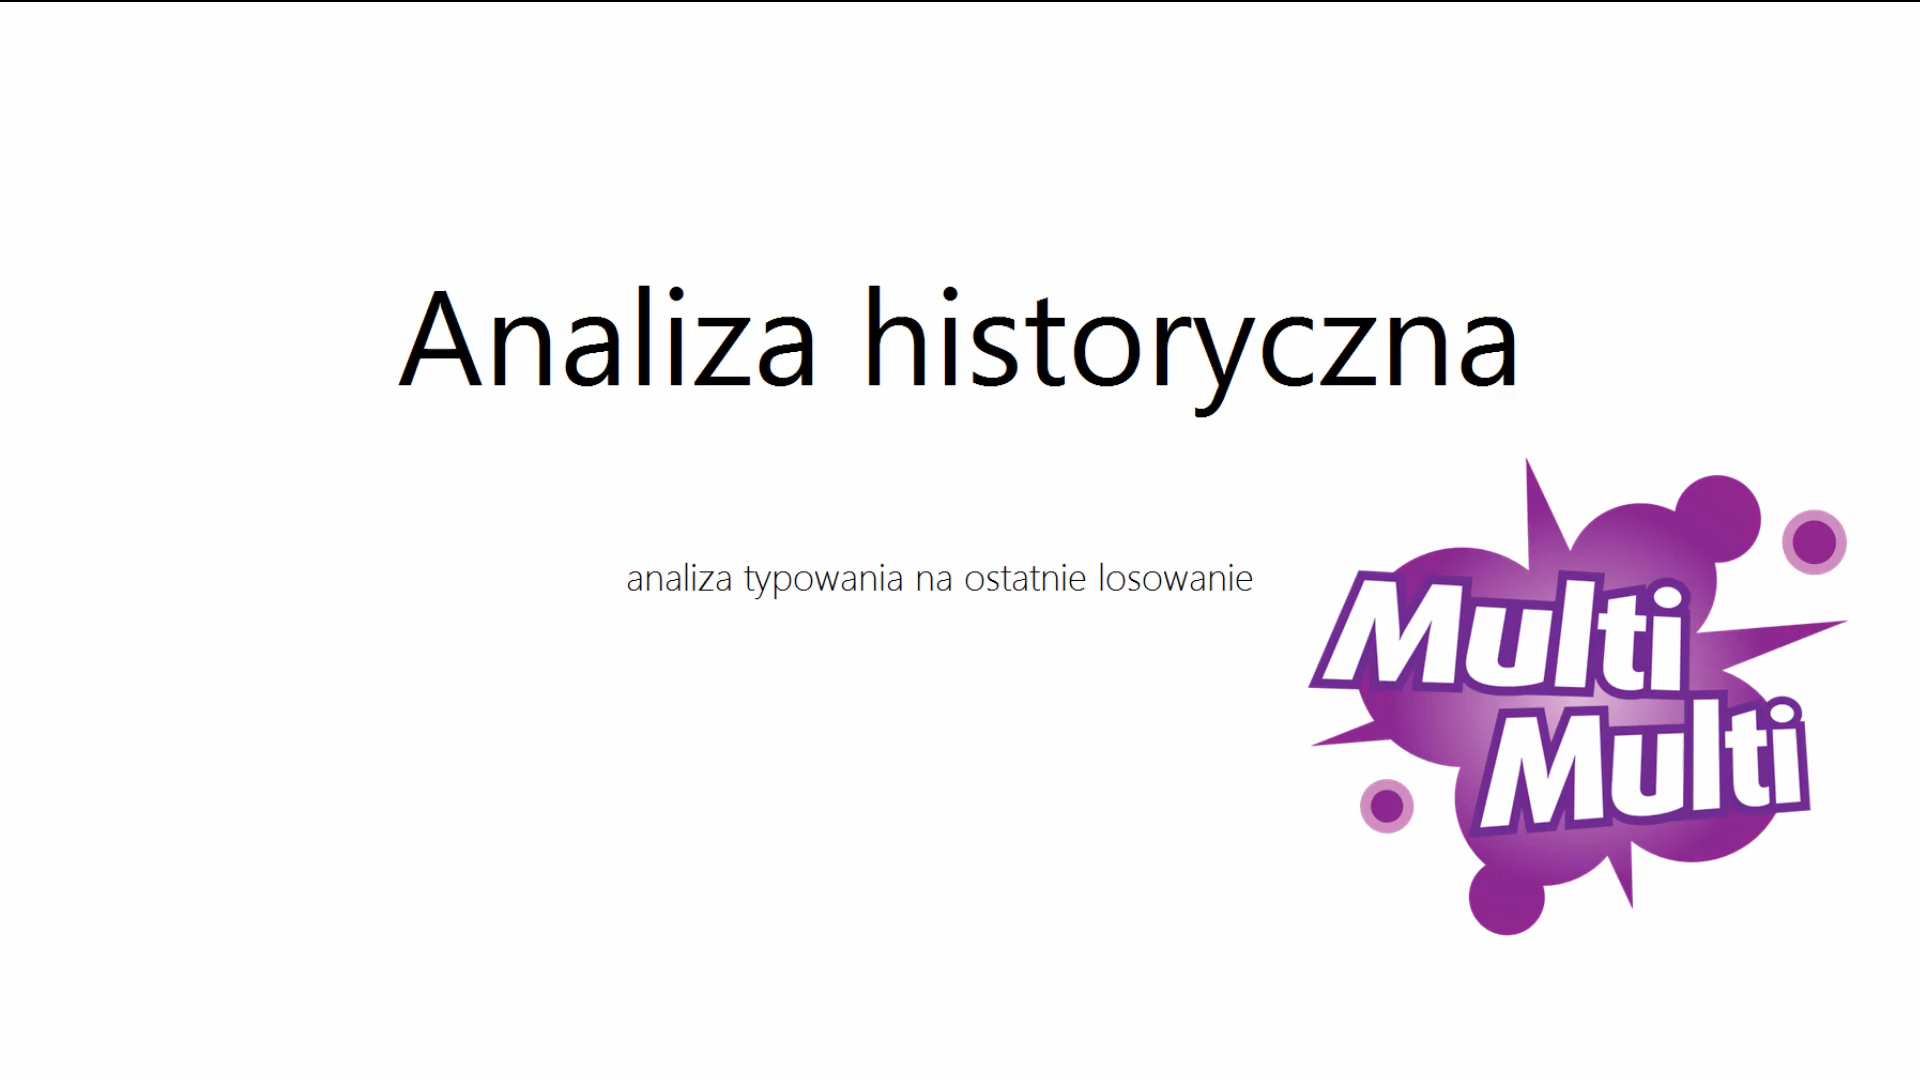 Analiza historyczna
analiza typowania na ostatnie losowanie
Multi
Multi